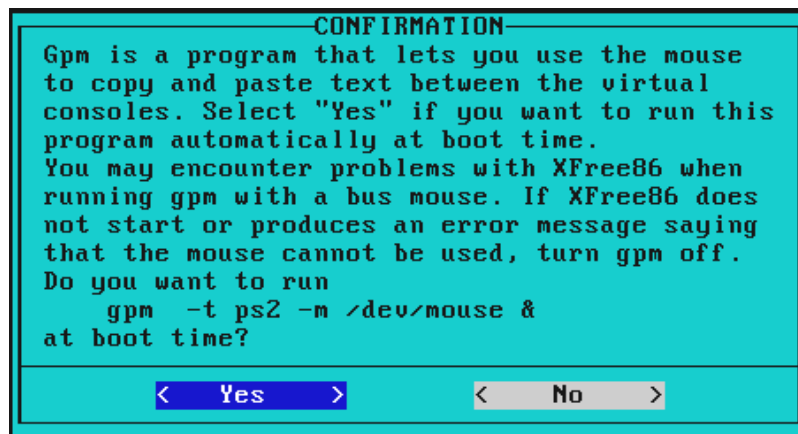 CONFIRMATION
Gpm is a program that lets you use the mouse
to copy and paste text between the virtual
consoles. Select "Yes" if you want to run this
program automatically at boot time.
You may encounter problems with XFree86 when
running gpm with a bus mouse. If XFree86 does
not start or produces an error message saying
that the mouse cannot be used, turn gpm off.
Do you want to run
    gpm  -t ps2 -m /dev/mouse &
at boot time?
<  Yes  > <  No  >